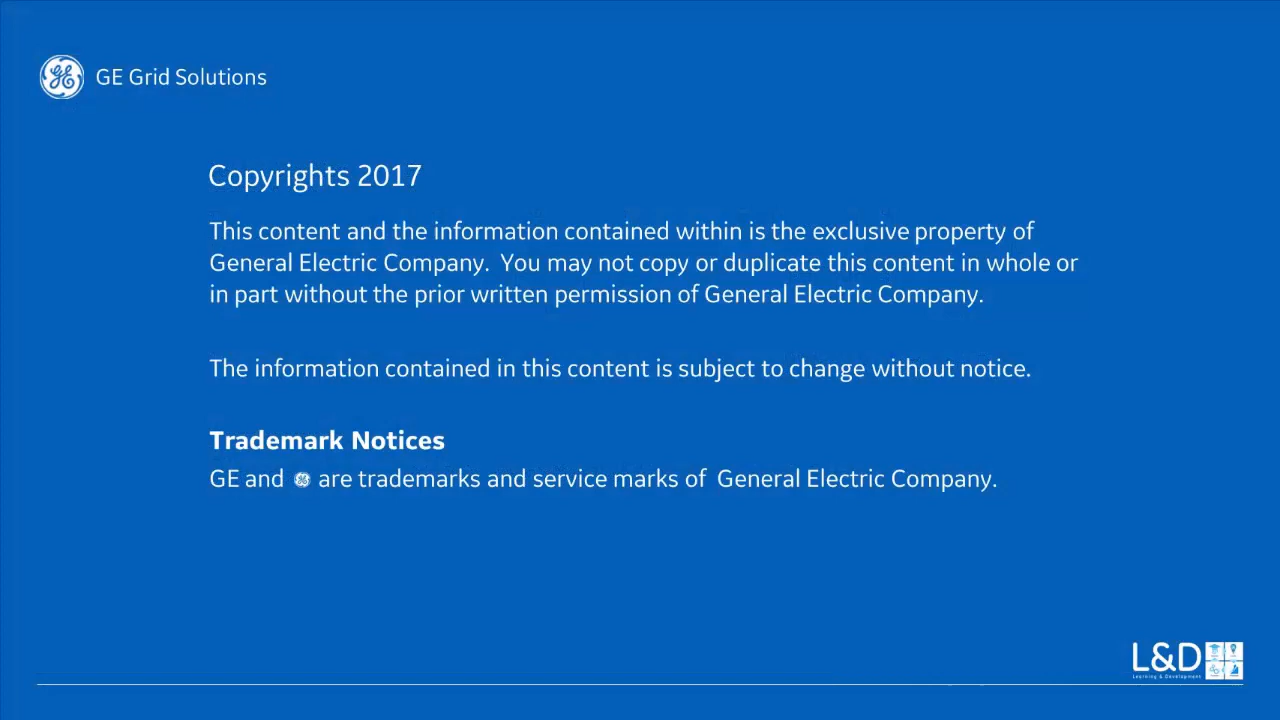 GE Grid Solutions
Copyrights 2017
This content and the information contained within is the exclusive property of
General Electric Company.  You may not copy or duplicate this content in whole or
in part without the prior written permission of General Electric Company.
The information contained in this content is subject to change without notice.
Trademark Notices
GE and GE are trademarks and service marks of  General Electric Company.
L&D
Learning & Development